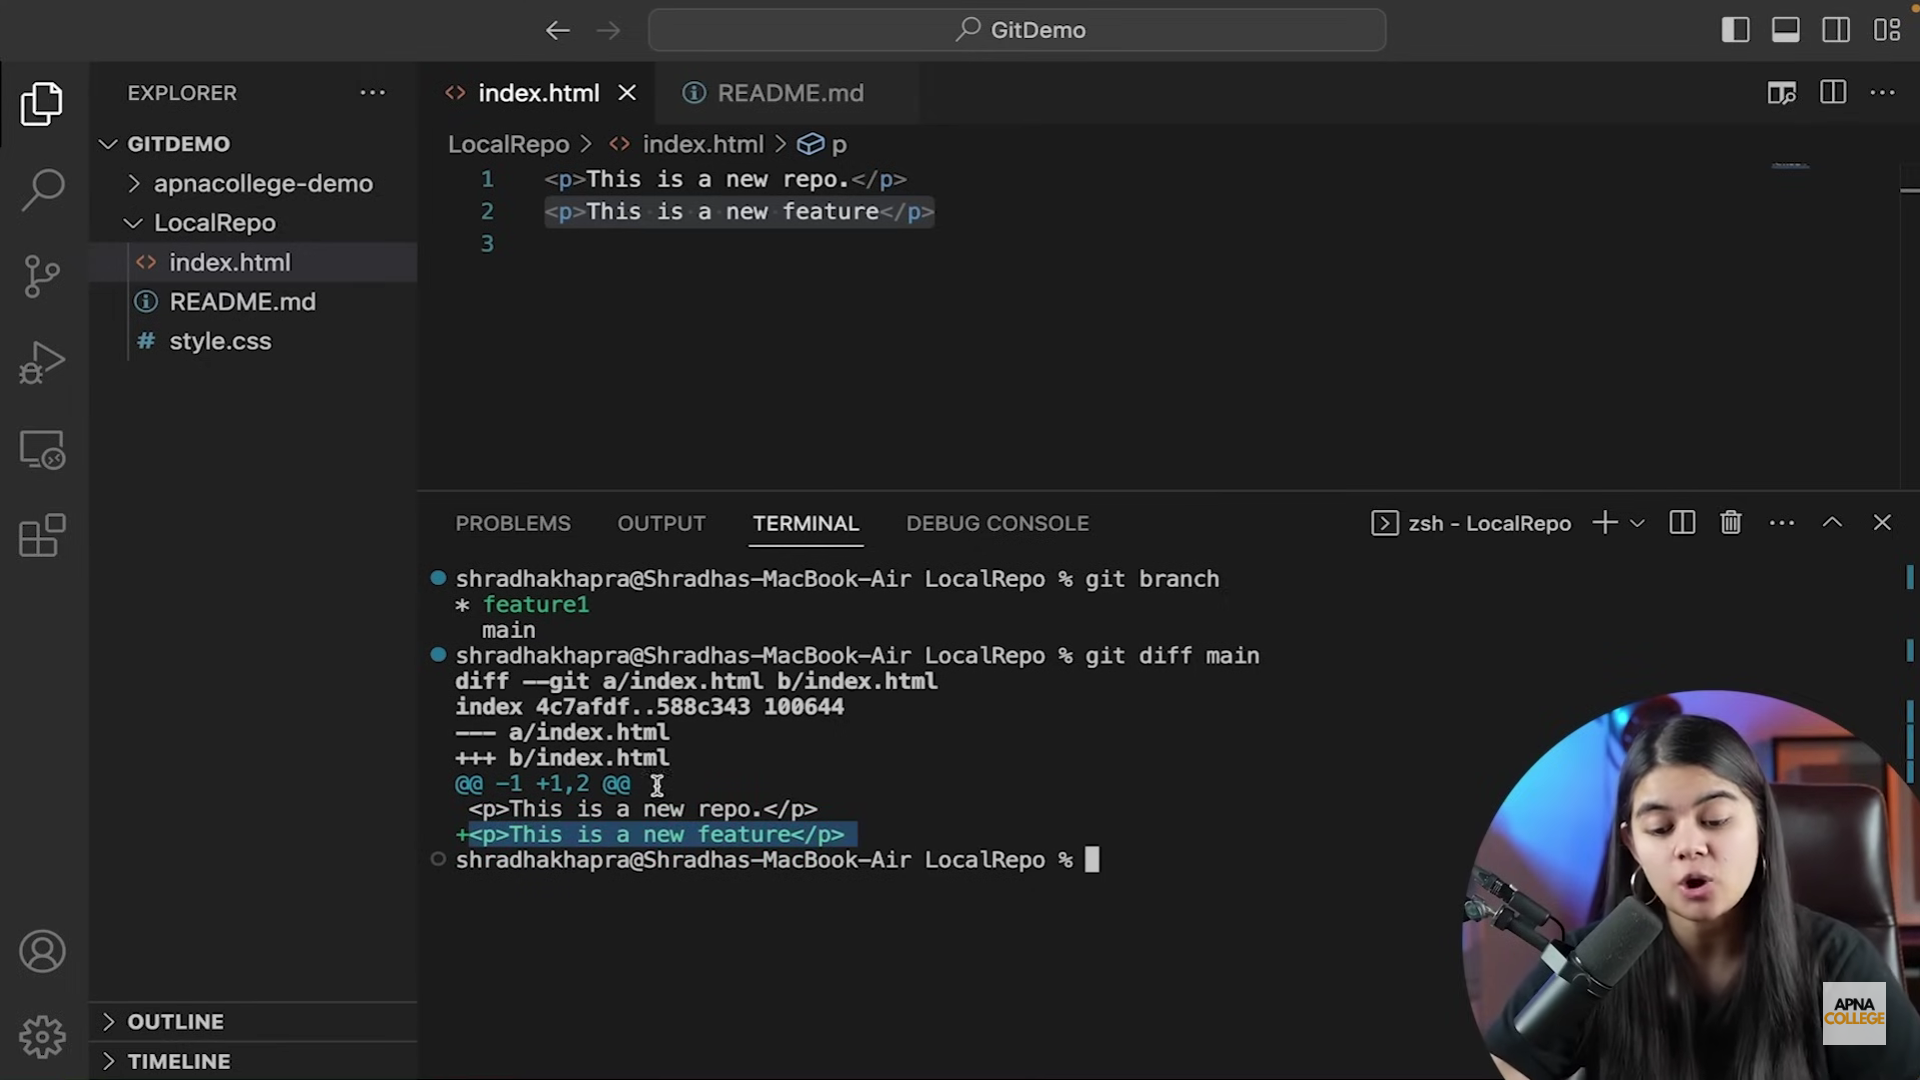 GitDemo
EXPLORER
GITDEMO
apnacollege-demo
LocalRepo
index.html
README.md
style.css
OUTLINE
TIMELINE
index.html
README.md
LocalRepo > index.html > p
1 <p>This is a new repo.</p>
2 <p>This is a new feature</p>
3
PROBLEMS OUTPUT TERMINAL DEBUG CONSOLE
zsh - LocalRepo
shradhakhapra@Shradhas-MacBook-Air LocalRepo % git branch
* feature1
main
shradhakhapra@Shradhas-MacBook-Air LocalRepo % git diff main
diff --git a/index.html b/index.html
index 4c7afdf..588c343 100644
--- a/index.html
+++ b/index.html
@@ -1 +1,2 @@
<p>This is a new repo.</p>
+<p>This is a new feature</p>
shradhakhapra@Shradhas-MacBook-Air LocalRepo %
APNA
COLLEGE